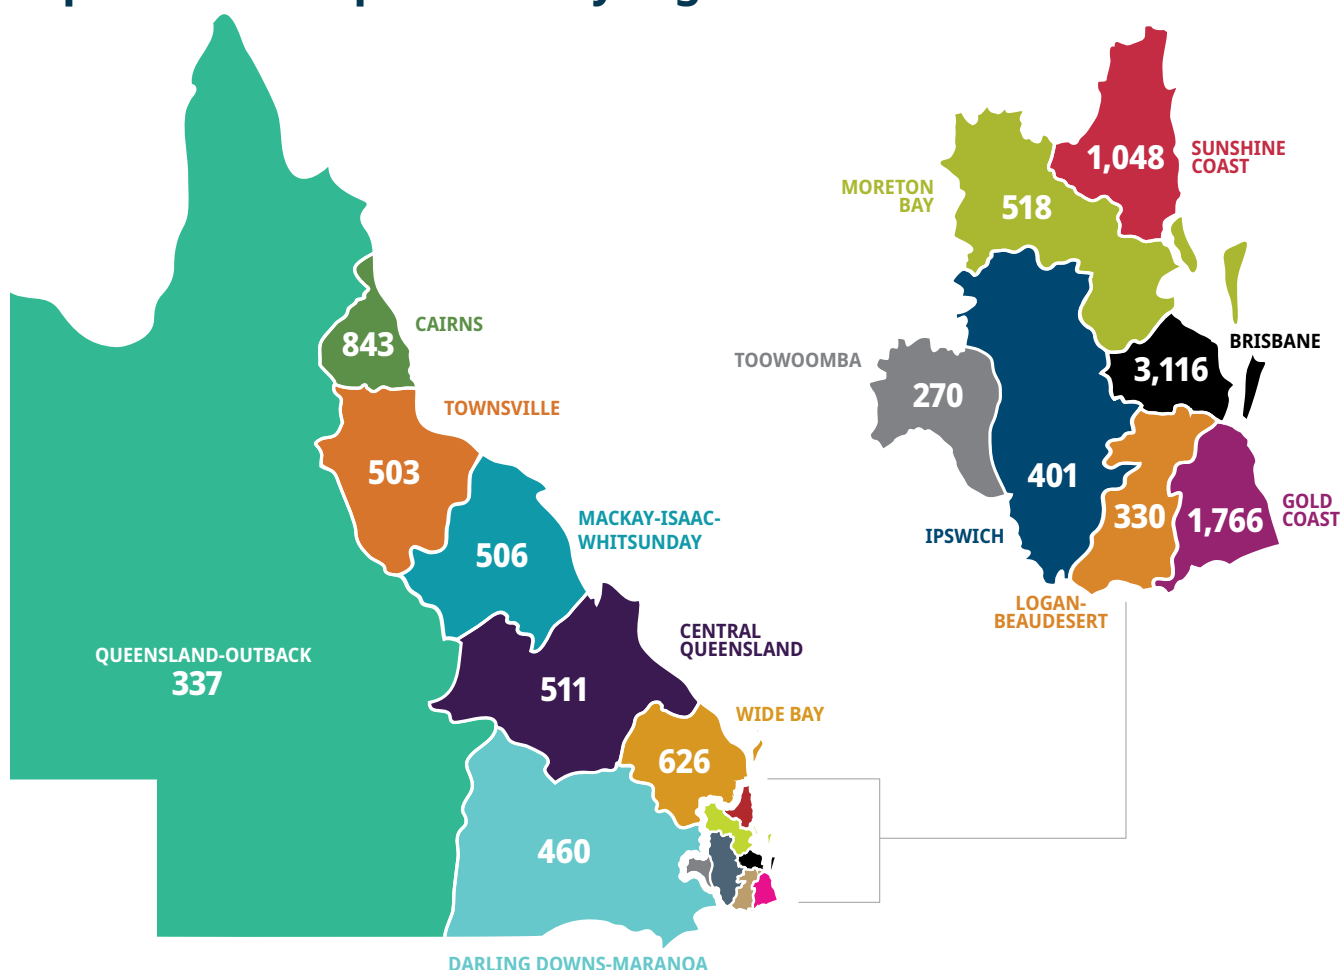 1,048
SUNSHINE
COAST
MORETON
BAY
518
CAIRNS
843
BRISBANE
3,116
TOOWOOMBA
270
TOWNSVILLE
503
401
IPSWICH
330
1,766
GOLD
COAST
MACKAY-ISAAC-
WHITSUNDAY
506
LOGAN-
BEAUDESERT
QUEENSLAND-OUTBACK
337
CENTRAL
QUEENSLAND
511
WIDE BAY
626
460
DARLING DOWNS-MARANOA